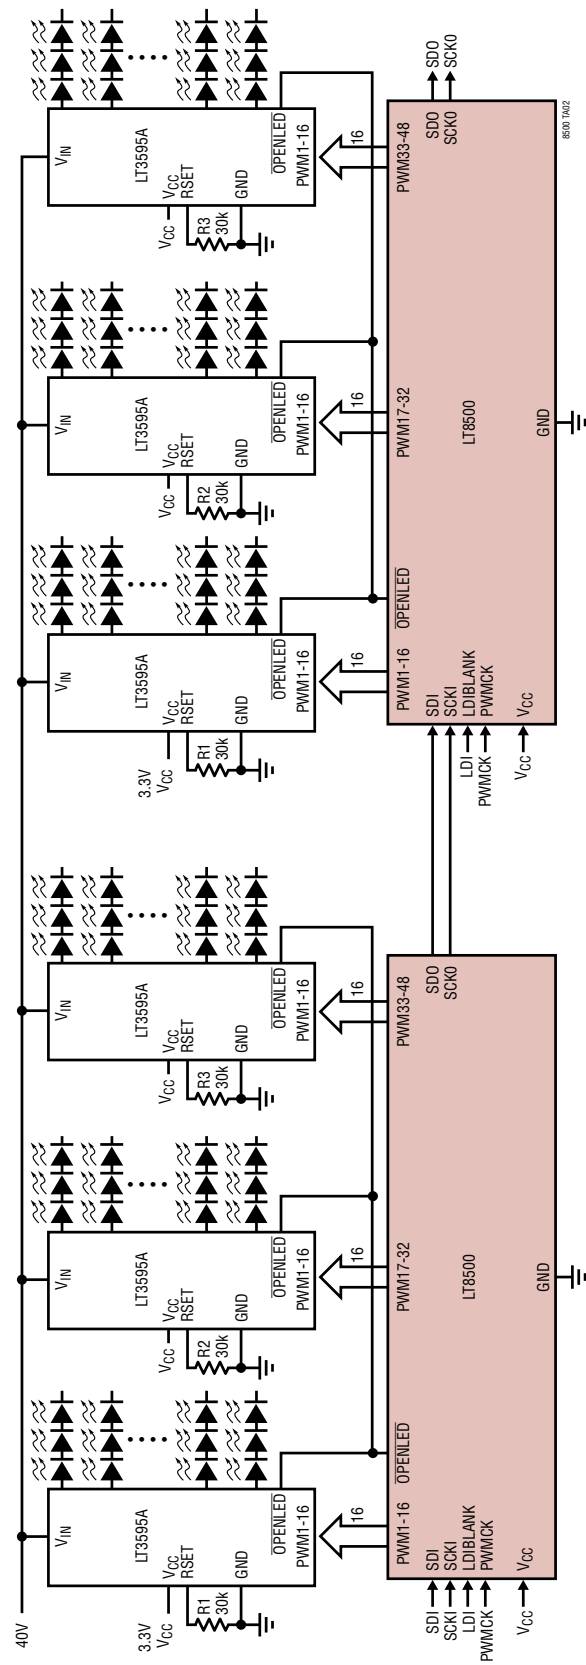 40V
VIN
LT3595A
3.3V
VCC
VCC
RSET
R1
30k
GND
OPENLED
PWM1-16
16
VIN
LT3595A
VCC
VCC
RSET
R2
30k
GND
OPENLED
PWM1-16
16
VIN
LT3595A
VCC
VCC
RSET
R3
30k
GND
OPENLED
PWM1-16
16
PWM1-16
OPENLED
PWM17-32
PWM33-48
SDI
SCKI
LDI
PWMCK
VCC
SDI
SCKI
LDIBLANK
PWMCK
VCC
LT8500
GND
SDO
SCK0
VIN
LT3595A
3.3V
VCC
VCC
RSET
R1
30k
GND
OPENLED
PWM1-16
16
VIN
LT3595A
VCC
VCC
RSET
R2
30k
GND
OPENLED
PWM1-16
16
VIN
LT3595A
VCC
VCC
RSET
R3
30k
GND
OPENLED
PWM1-16
16
PWM1-16
OPENLED
PWM17-32
PWM33-48
LDI
PWMCK
VCC
SDI
SCKI
LDIBLANK
PWMCK
VCC
LT8500
GND
SDO
SCK0
SDO
SCK0
8500 TA02